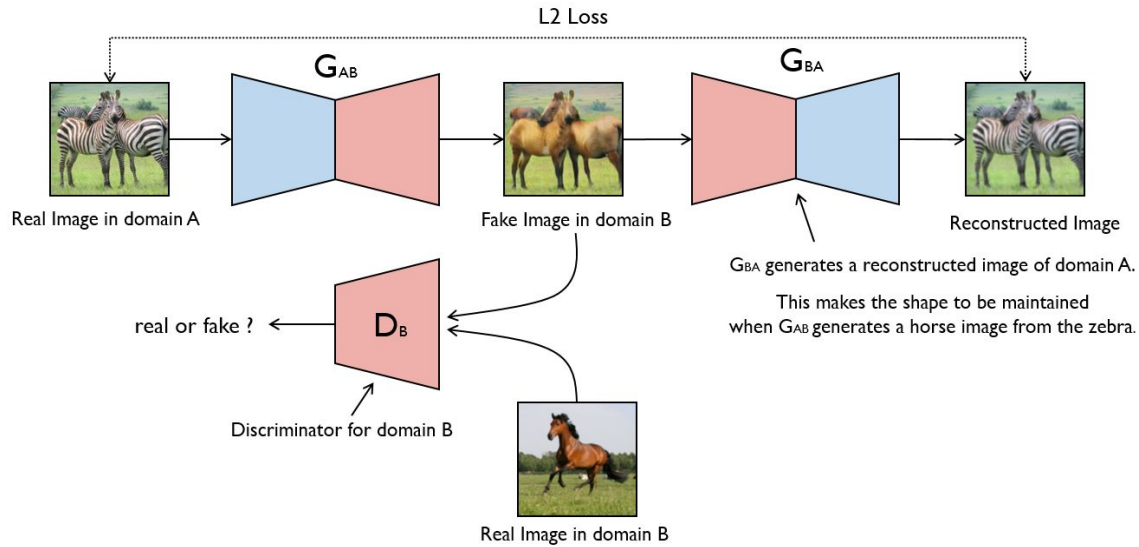 L2 Loss
GAB
GBA
Real Image in domain A
Fake Image in domain B
Reconstructed Image
GBA generates a reconstructed image of domain A.
This makes the shape to be maintained
when GAB generates a horse image from the zebra.
real or fake ?
DB
Discriminator for domain B
Real Image in domain B